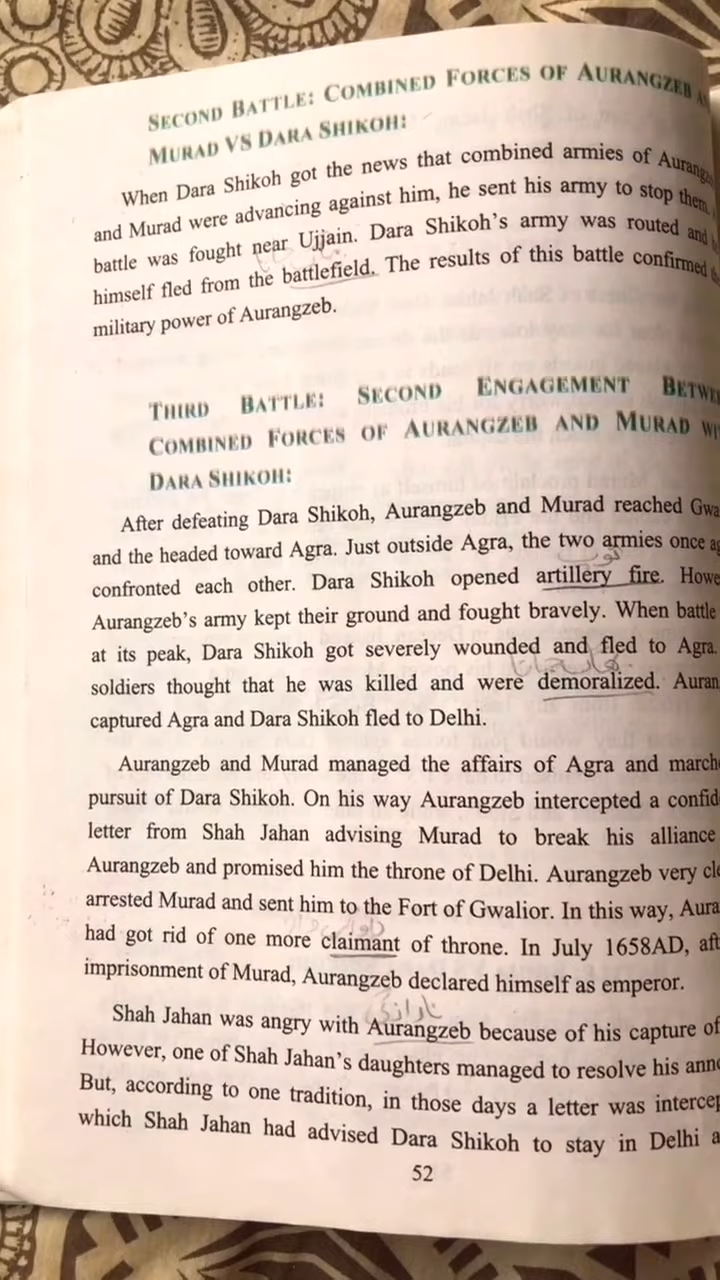 SECOND BATTLE: COMBINED FORCES OF AURANGZEB
MURAD VS DARA SHIKOH:
When Dara Shikoh got the news that combined armies of
and Murad were advancing against him, he sent his army to stop them.
battle was fought near Ujjain. Dara Shikoh's army was routed and
himself fled from the battlefield. The results of this battle confirmed
military power of Aurangzeb.
THIRD BATTLE: SECOND ENGAGEMENT
COMBINED FORCES OF AURANGZEB AND MURAD
DARA SHIKOH:
After defeating Dara Shikoh, Aurangzeb and Murad reached
and the headed toward Agra. Just outside Agra, the two armies once
توپ
confronted each other. Dara Shikoh opened artillery fire.
Aurangzeb's army kept their ground and fought bravely. When battle
at its peak, Dara Shikoh got severely wounded and fled to Agra.
soldiers thought that he was killed and were demoralized.
captured Agra and Dara Shikoh fled to Delhi.
Aurangzeb and Murad managed the affairs of Agra and
pursuit of Dara Shikoh. On his way Aurangzeb intercepted a
letter from Shah Jahan advising Murad to break his alliance
Aurangzeb and promised him the throne of Delhi. Aurangzeb very
arrested Murad and sent him to the Fort of Gwalior. In this way,
had got rid of one more claimant of throne. In July 1658AD,
imprisonment of Murad, Aurangzeb declared himself as emperor.
Shah Jahan was angry with Aurangzeb because of his capture of
However, one of Shah Jahan's daughters managed to resolve his
But, according to one tradition, in those days a letter was
which Shah Jahan had advised Dara Shikoh to stay in Delhi
52